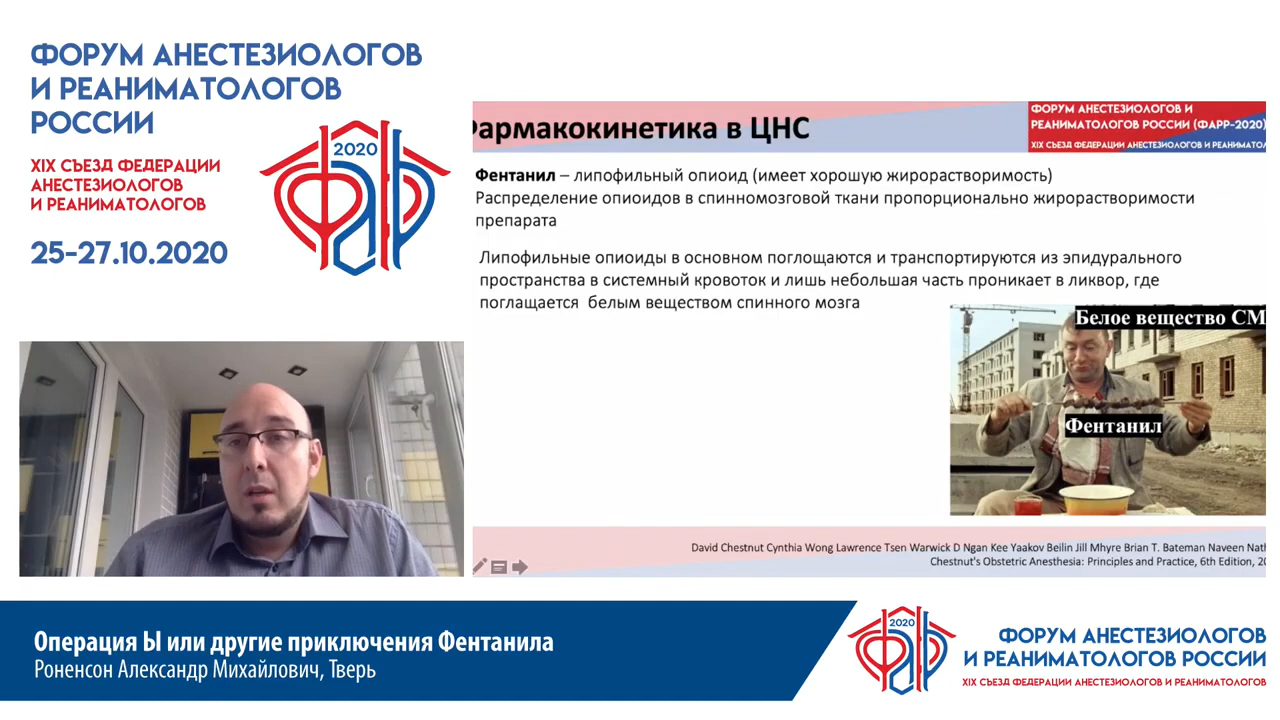 ФОРУМ АНЕСТЕЗИОЛОГОВ
И РЕАНИМАТОЛОГОВ
РОССИИ
XIX СЪЕЗД ФЕДЕРАЦИИ
АНЕСТЕЗИОЛОГОВ
И РЕАНИМАТОЛОГОВ
25-27.10.2020
2020
ФАР
армакокинетика в ЦНС
ФОРУМ АНЕСТЕЗИОЛОГОВ И
РЕАНИМАТОЛОГОВ РОССИИ (ФАРР-2020)
XIX СЪЕЗД ФЕДЕРАЦИИ АНЕСТЕЗИОЛОГОВ И РЕАНИМАТОЛ
Фентанил – липофильный опиоид (имеет хорошую жирорастворимость)
Распределение опиоидов в спинномозговой ткани пропорционально жирорастворимости
препарата
Липофильные опиоиды в основном поглощаются и транспортируются из эпидурального
пространства в системный кровоток и лишь небольшая часть проникает в ликвор, где
поглащается белым веществом спинного мозга
Белое вещество СМ
Фентанил
David Chestnut Cynthia Wong Lawrence Tsen Warwick D Ngan Kee Yaakov Beilin Jill Mhyre Brian T. Bateman Naveen Nath
Chestnut's Obstetric Anesthesia: Principles and Practice, 6th Edition, 20
Операция Ы или другие приключения Фентанила
Роненсон Александр Михайлович, Тверь
2020
ФАР
ФОРУМ АНЕСТЕЗИОЛОГОВ
И РЕАНИМАТОЛОГОВ РОССИИ
XIX СЪЕЗД ФЕДЕРАЦИИ АНЕСТЕЗИОЛОГОВ И РЕАНИМАТОЛОГОВ